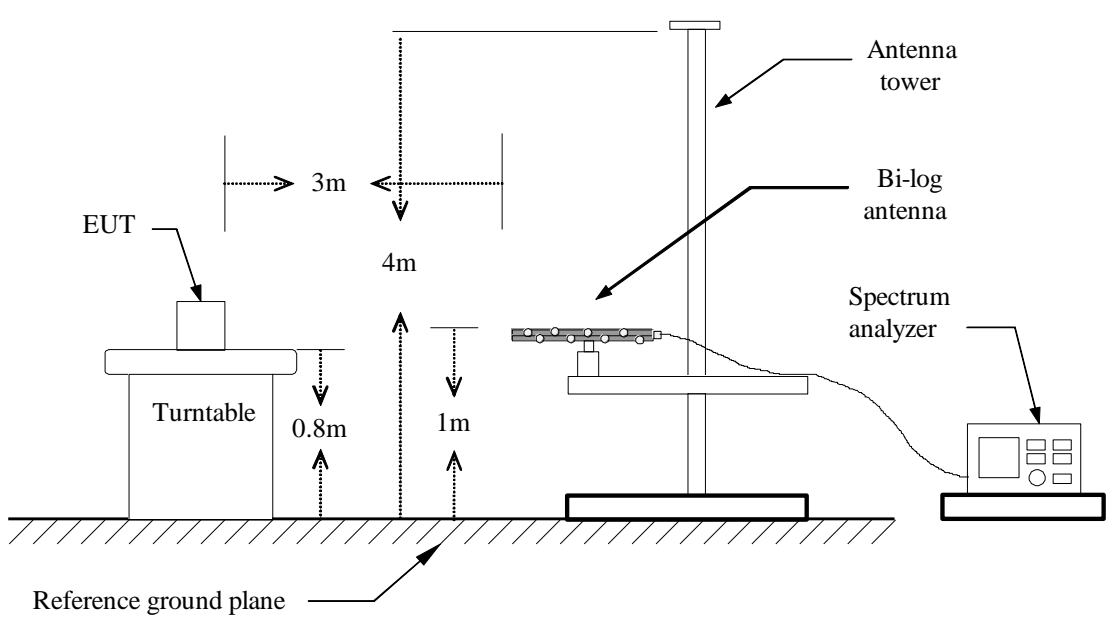 Antenna
tower
3m
Bi-log
antenna
EUT
4m
Spectrum
analyzer
Turntable
0.8m
1m
Reference ground plane